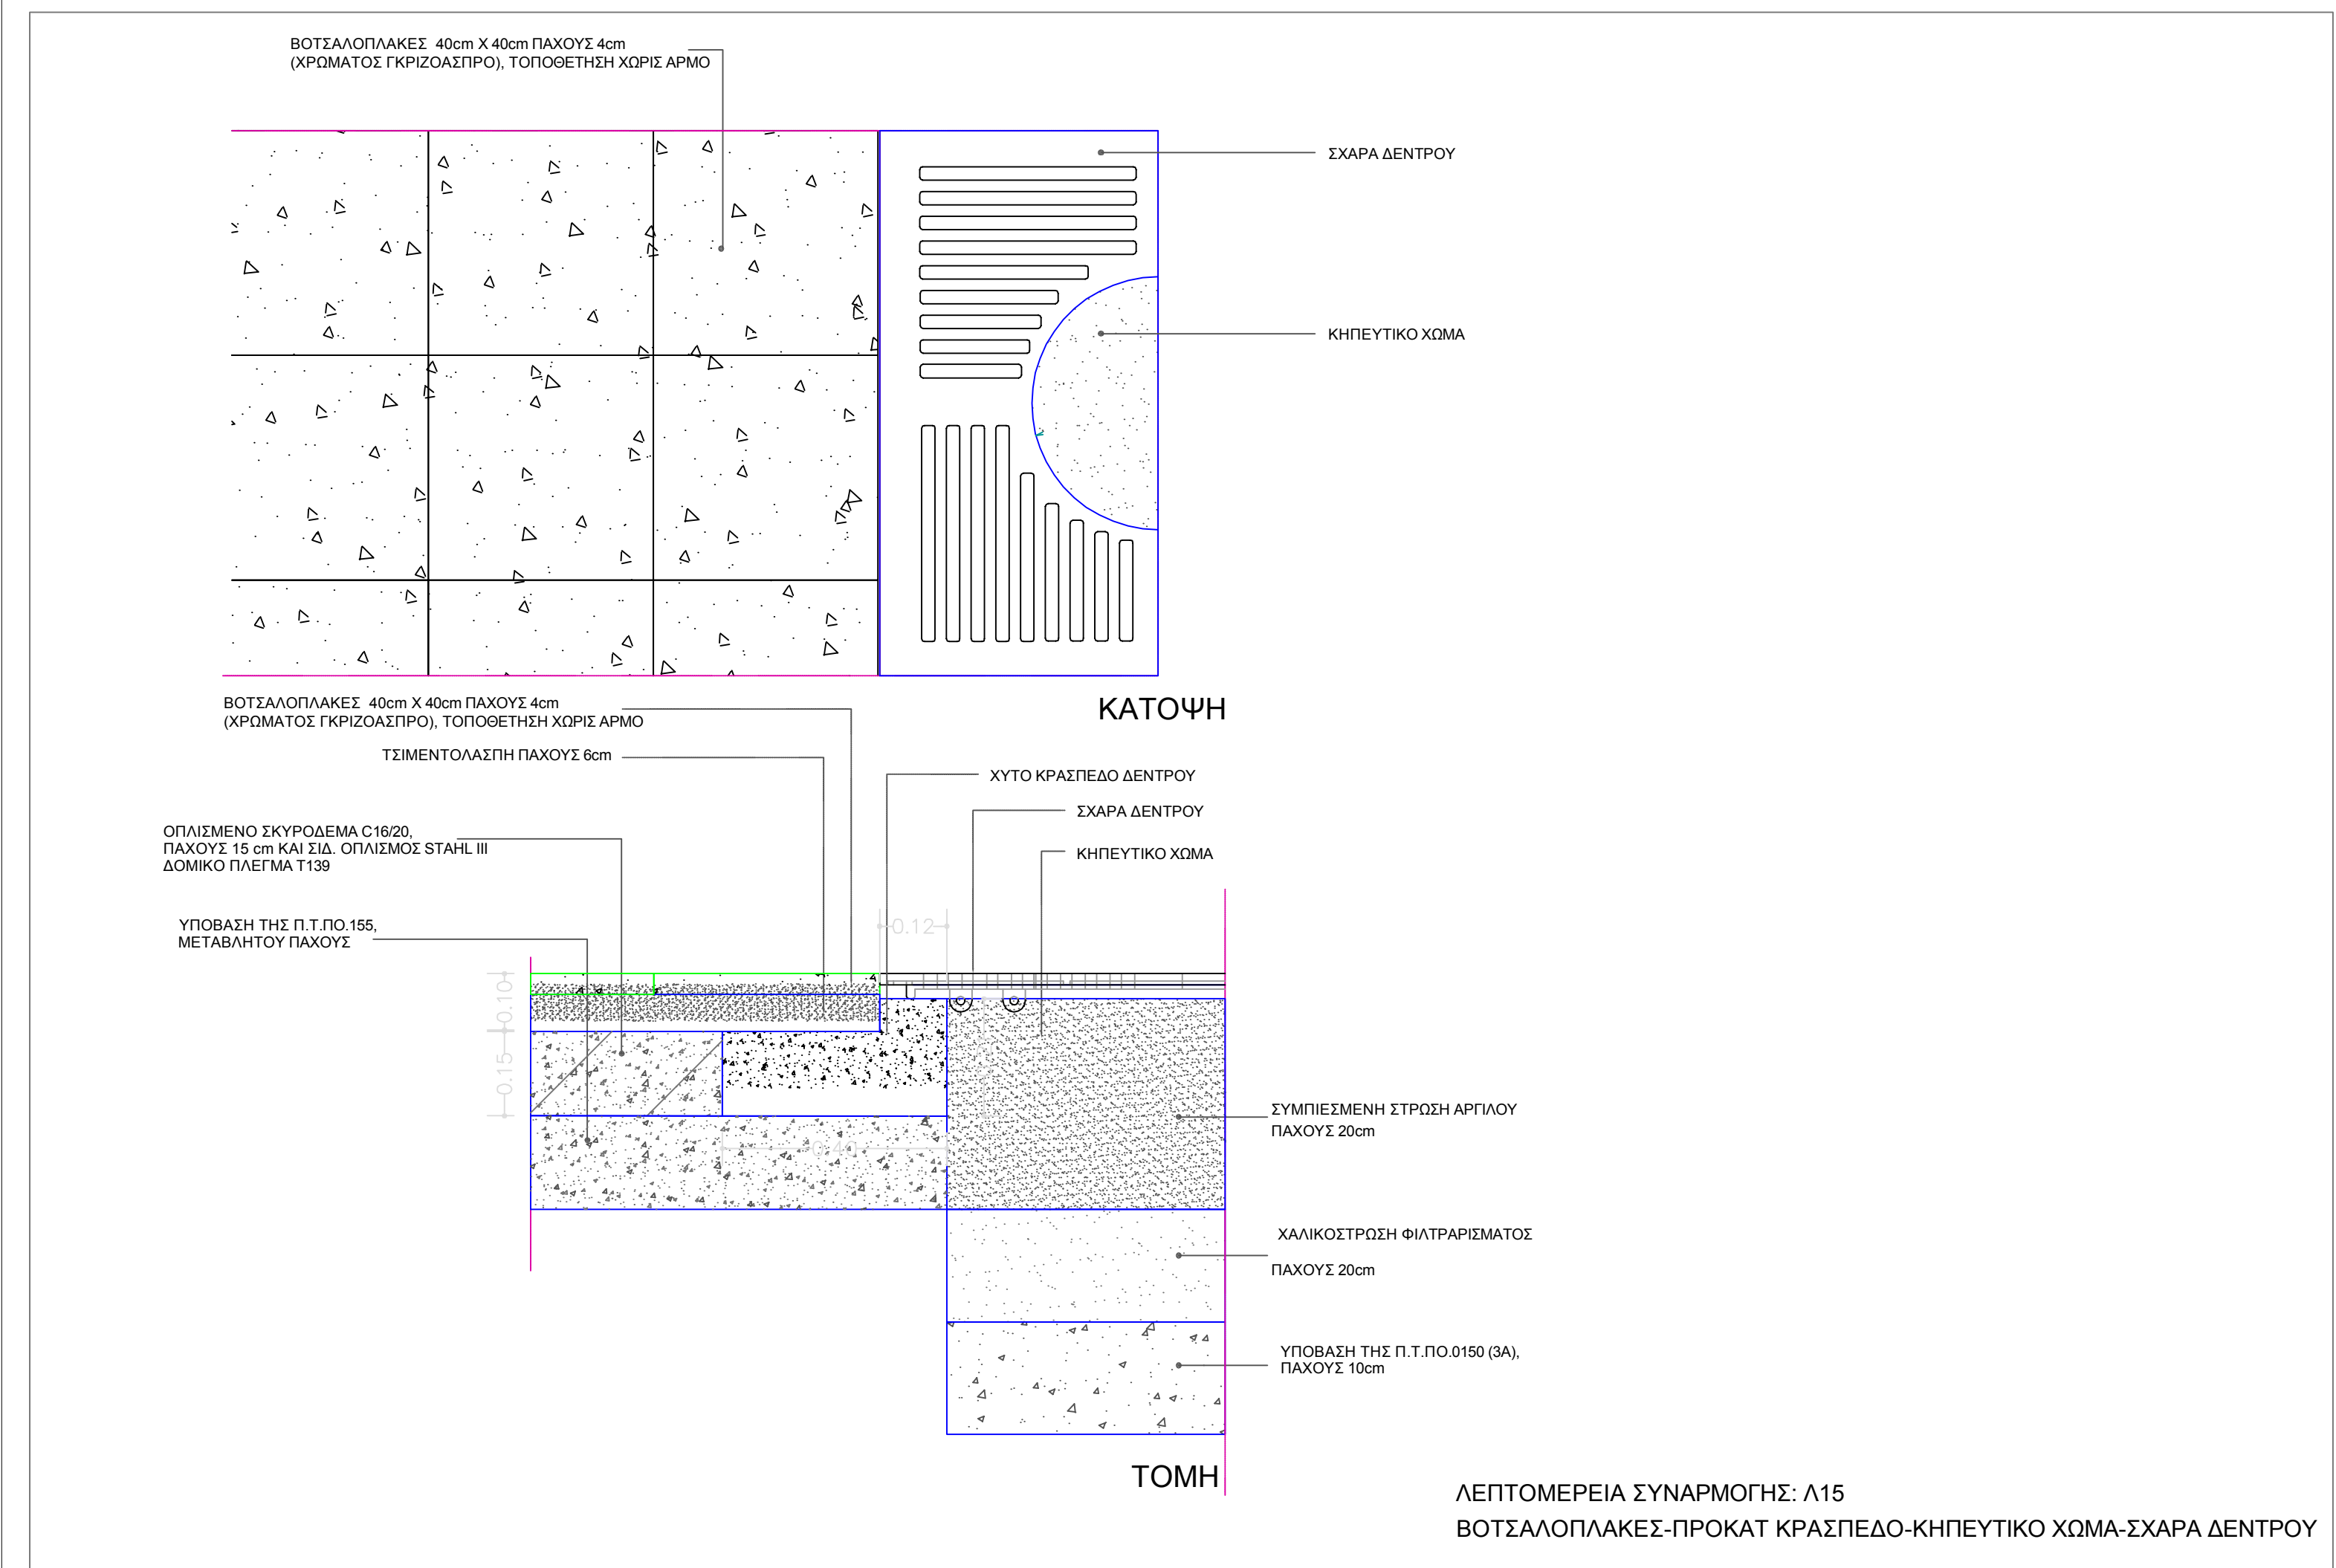 ΒΟΤΣΑΛΟΠΛΑΚΕΣ 40cm X 40cm ΠΑΧΟΥΣ 4cm
(ΧΡΩΜΑΤΟΣ ΓΚΡΙΖΟΑΣΠΡΟ), ΤΟΠΟΘΕΤΗΣΗ ΧΩΡΙΣ ΑΡΜΟ
ΣΧΑΡΑ ΔΕΝΤΡΟΥ
ΚΗΠΕΥΤΙΚΟ ΧΩΜΑ
ΚΑΤΟΨΗ
ΒΟΤΣΑΛΟΠΛΑΚΕΣ 40cm X 40cm ΠΑΧΟΥΣ 4cm
(ΧΡΩΜΑΤΟΣ ΓΚΡΙΖΟΑΣΠΡΟ), ΤΟΠΟΘΕΤΗΣΗ ΧΩΡΙΣ ΑΡΜΟ
ΤΣΙΜΕΝΤΟΛΑΣΠΗ ΠΑΧΟΥΣ 6cm
ΧΥΤΟ ΚΡΑΣΠΕΔΟ ΔΕΝΤΡΟΥ
ΣΧΑΡΑ ΔΕΝΤΡΟΥ
ΟΠΛΙΣΜΕΝΟ ΣΚΥΡΟΔΕΜΑ C16/20,
ΠΑΧΟΥΣ 15 cm ΚΑΙ ΣΙΔ. ΟΠΛΙΣΜΟΣ STAHL III
ΔΟΜΙΚΟ ΠΛΕΓΜΑ Τ139
ΚΗΠΕΥΤΙΚΟ ΧΩΜΑ
ΥΠΟΒΑΣΗ ΤΗΣ Π.Τ.ΠΟ.155,
ΜΕΤΑΒΛΗΤΟΥ ΠΑΧΟΥΣ
0.12
0.10
0.15
0.40
ΣΥΜΠΙΕΣΜΕΝΗ ΣΤΡΩΣΗ ΑΡΓΙΛΟΥ
ΠΑΧΟΥΣ 20cm
ΧΑΛΙΚΟΣΤΡΩΣΗ ΦΙΛΤΡΑΡΙΣΜΑΤΟΣ
ΠΑΧΟΥΣ 20cm
ΥΠΟΒΑΣΗ ΤΗΣ Π.Τ.ΠΟ.0150 (3Α),
ΠΑΧΟΥΣ 10cm
ΤΟΜΗ
ΛΕΠΤΟΜΕΡΕΙΑ ΣΥΝΑΡΜΟΓΗΣ: Λ15
ΒΟΤΣΑΛΟΠΛΑΚΕΣ-ΠΡΟΚΑΤ ΚΡΑΣΠΕΔΟ-ΚΗΠΕΥΤΙΚΟ ΧΩΜΑ-ΣΧΑΡΑ ΔΕΝΤΡΟΥ